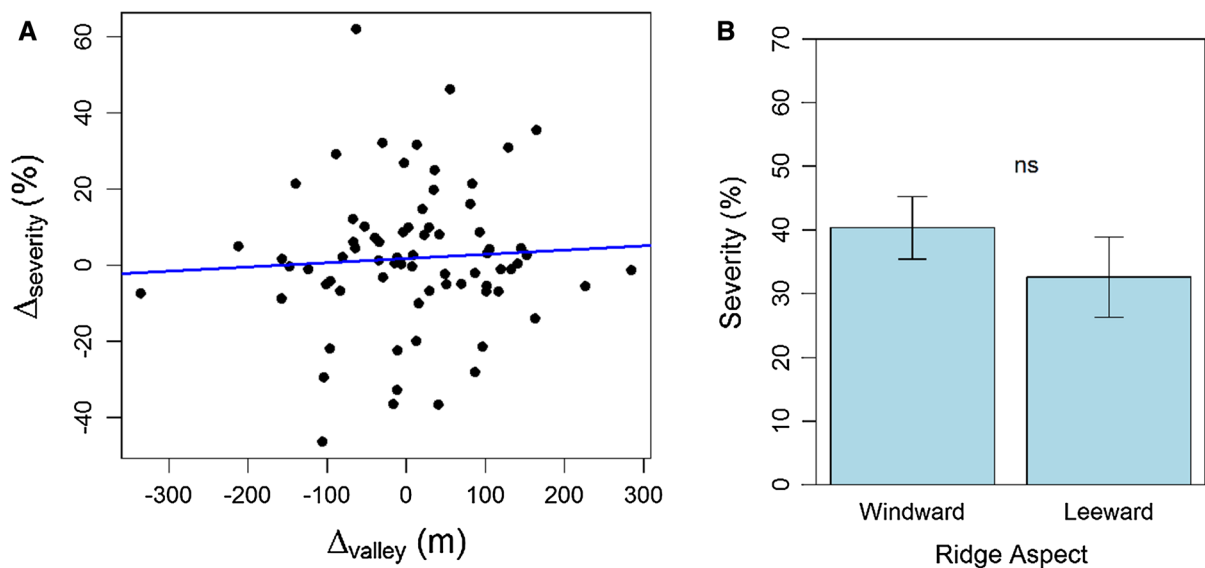 A
60
40
20
0
-20
-40
Δseverity (%)
-300 -100 0 100 200 300
Δvalley (m)
B
70
60
50
40
30
20
10
0
Severity (%)
ns
Windward Leeward
Ridge Aspect